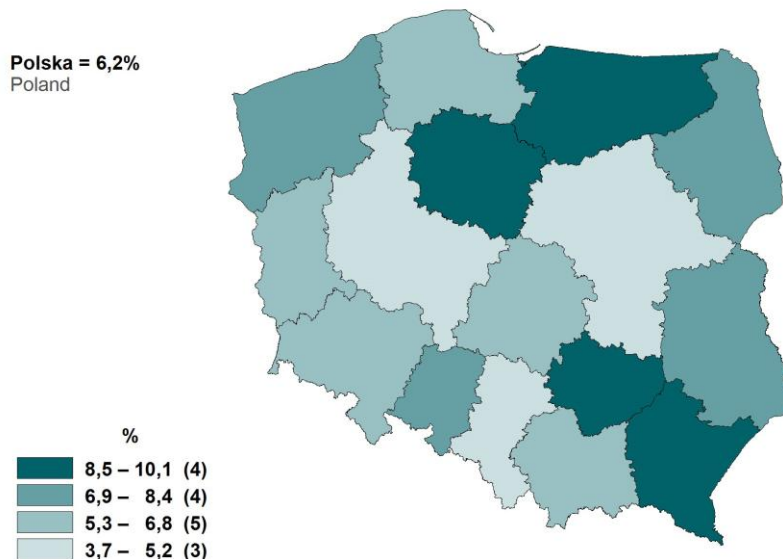 Polska = 6,2%
Poland
%
8,5 – 10,1 (4)
6,9 – 8,4 (4)
5,3 – 6,8 (5)
3,7 – 5,2 (3)